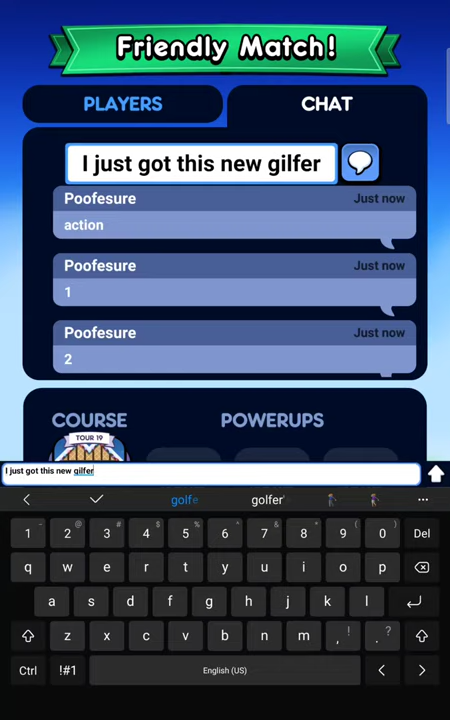 Friendly Match!
PLAYERS
CHAT
I just got this new gilfer
Poofesure Just now
action
Poofesure Just now
1
Poofesure Just now
2
COURSE POWERUPS
TOUR 19
I just got this new gilfer
golfe golfer' ...
1 2 3 4 5 6 7 8 9 0 Del
q w e r t y u i o p
a s d f g h j k l
z x c v b n m , ! . ?
Ctrl !#1 English (US) < >